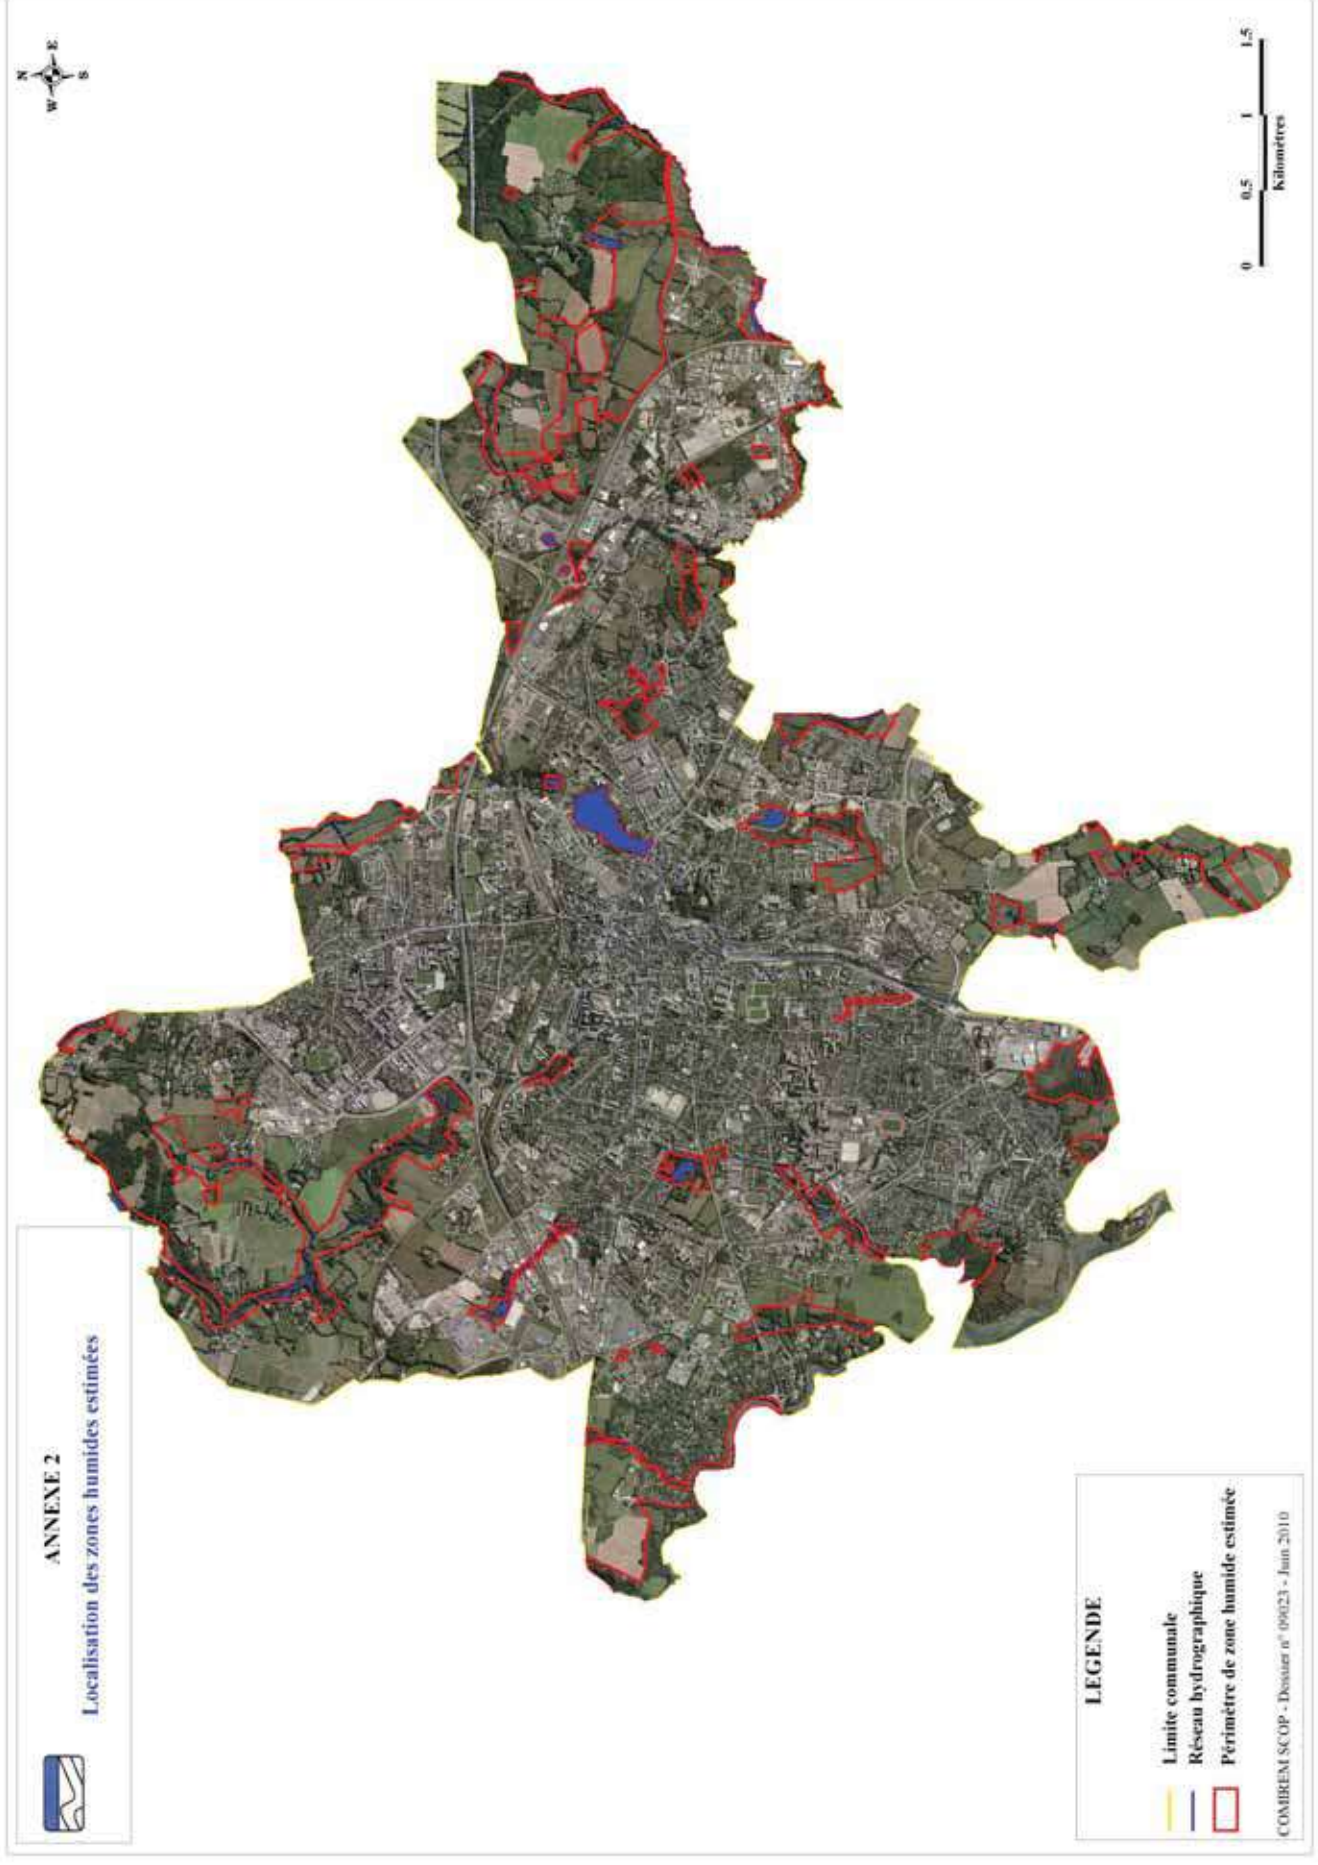 ANNEXE 2
Localisation des zones humides estimées
N
W E
S
LEGENDE
Limite communale
Réseau hydrographique
Périmètre de zone humide estimée
COMIREM SCOP - Dossier n° 09023 - Juin 2010
0 0.5 1 1.5
Kilomètres